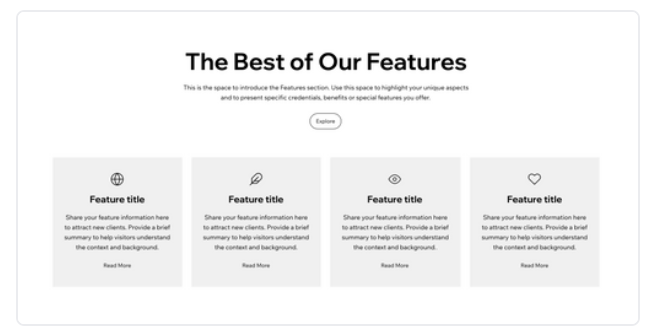 The Best of Our Features
This is the space to introduce the Features section. Use this space to highlight your unique aspects
and to present specific credentials, benefits or special features you offer.
Explore
Feature title
Share your feature information here
to attract new clients. Provide a brief
summary to help visitors understand
the context and background.
Read More
Feature title
Share your feature information here
to attract new clients. Provide a brief
summary to help visitors understand
the context and background.
Read More
Feature title
Share your feature information here
to attract new clients. Provide a brief
summary to help visitors understand
the context and background.
Read More
Feature title
Share your feature information here
to attract new clients. Provide a brief
summary to help visitors understand
the context and background.
Read More